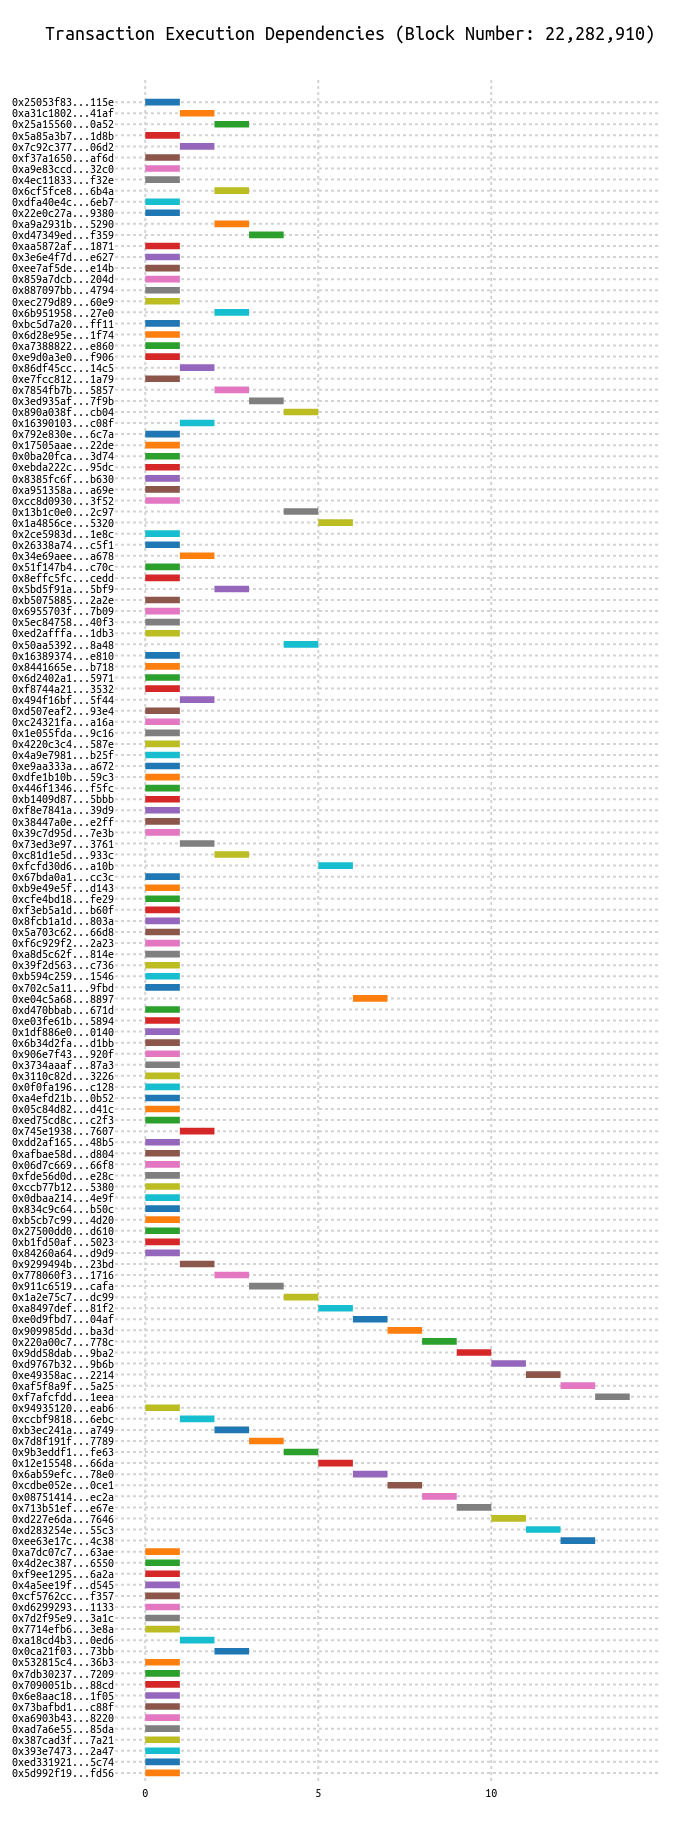 Transaction Execution Dependencies (Block Number: 22,282,910)
0x25053f83...115e
0xa31c1802...41af
0x25a15560...0a52
0x5a85a3b7...1d8b
0x7c92c377...06d2
0xf37a1650...af6d
0xa9e83ccd...32c0
0x4ec11833...f32e
0x6cf5fce8...6b4a
0xdfa40e4c...6eb7
0x22e0c27a...9380
0xa9a2931b...5290
0xd47349ed...f359
0xaa5872af...1871
0x3e6e4f7d...e627
0xee7af5de...e14b
0x859a7dcb...204d
0x887097bb...4794
0xec279d89...60e9
0x6b951958...27e0
0xbc5d7a20...ff11
0x6d28e95e...1f74
0xa7388822...e860
0xe9d0a3e0...f906
0x86df45cc...14c5
0xe7fcc812...1a79
0x7854fb7b...5857
0x3ed935af...7f9b
0x890a038f...cb04
0x16390103...c08f
0x792e830e...6c7a
0x17505aae...22de
0x0ba20fca...3d74
0xebda222c...95dc
0x8385fc6f...b630
0xa951358a...a69e
0xcc8d0930...3f52
0x13b1c0e0...2c97
0x1a4856ce...5320
0x2ce5983d...1e8c
0x26338a74...c5f1
0x34e69aee...a678
0x51f147b4...c70c
0x8effc5fc...cedd
0x5bd5f91a...5bf9
0xb5075885...2a2e
0x6955703f...7b09
0x5ec84758...40f3
0xed2afffa...1db3
0x50aa5392...8a48
0x16389374...e810
0x8441665e...b718
0x6d2402a1...5971
0xf8744a21...3532
0x494f16bf...5f44
0xd507eaf2...93e4
0xc24321fa...a16a
0x1e055fda...9c16
0x4220c3c4...587e
0x4a9e7981...b25f
0xe9aa333a...a672
0xdfe1b10b...59c3
0x446f1346...f5fc
0xb1409d87...5bbb
0xf8e7841a...39d9
0x38447a0e...e2ff
0x39c7d95d...7e3b
0x73ed3e97...3761
0xc81d1e5d...933c
0xfcfd30d6...a10b
0x67bda0a1...cc3c
0xb9e49e5f...d143
0xcfe4bd18...fe29
0xf3eb5a1d...b60f
0x8fcb1a1d...803a
0x5a703c62...66d8
0xf6c929f2...2a23
0xa8d5c62f...814e
0x39f2d563...c736
0xb594c259...1546
0x702c5a11...9fbd
0xe04c5a68...8897
0xd470bbab...671d
0xe03fe61b...5894
0x1df886e0...0140
0x6b34d2fa...d1bb
0x906e7f43...920f
0x3734aaaf...87a3
0x3110c82d...3226
0x0f0fa196...c128
0xa4efd21b...0b52
0x05c84d82...d41c
0xed75cd8c...c2f3
0x745e1938...7607
0xdd2af165...48b5
0xafbae58d...d804
0x06d7c669...66f8
0xfde56d0d...e28c
0xccb77b12...5380
0x0dbaa214...4e9f
0x834c9c64...b50c
0xb5cb7c99...4d20
0x27500dd0...d610
0xb1fd50af...5023
0x84260a64...d9d9
0x9299494b...23bd
0x778060f3...1716
0x911c6519...cafa
0x1a2e75c7...dc99
0xa8497def...81f2
0xe0d9fbd7...04af
0x909985dd...ba3d
0x220a00c7...778c
0x9dd58dab...9ba2
0xd9767b32...9b6b
0xe49358ac...2214
0xaf5f8a9f...5a25
0xf7afcfdd...1eea
0x94935120...eab6
0xccbf9818...6ebc
0xb3ec241a...a749
0x7d8f191f...7789
0x9b3eddf1...fe63
0x12e15548...66da
0x6ab59efc...78e0
0xcdbe052e...0ce1
0x08751414...ec2a
0x713b51ef...e67e
0xd227e6da...7646
0xd283254e...55c3
0xee63e17c...4c38
0xa7dc07c7...63ae
0x4d2ec387...6550
0xf9ee1295...6a2a
0x4a5ee19f...d545
0xcf5762cc...f357
0xd6299293...1133
0x7d2f95e9...3a1c
0x7714efb6...3e8a
0xa18cd4b3...0ed6
0x0ca21f03...73bb
0x532815c4...36b3
0x7db30237...7209
0x7090051b...88cd
0x6e8aac18...1f05
0x73bafbd1...c88f
0xa6903b43...8220
0xad7a6e55...85da
0x387cad3f...7a21
0x393e7473...2a47
0xed331921...5c74
0x5d992f19...fd56
0 5 10